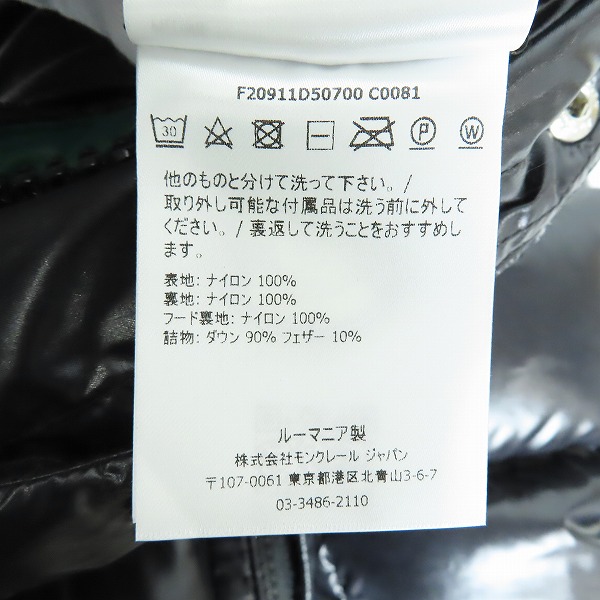 F20911D50700 C0081
30
P
W
他のものと分けて洗って下さい。/
取り外し可能な付属品は洗う前に外して
ください。/ 裏返して洗うことをおすすめし
ます。
表地: ナイロン 100%
裏地: ナイロン 100%
フード裏地: ナイロン 100%
詰物: ダウン 90% フェザー 10%
ルーマニア製
株式会社モンクレール ジャパン
〒107-0061 東京都港区北青山3-6-7
03-3486-2110